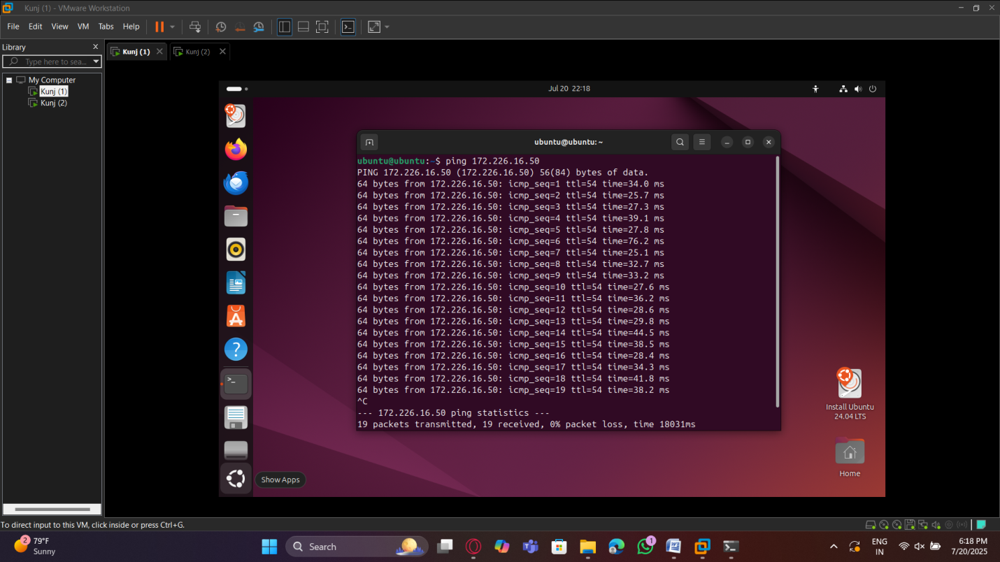 Kunj (1) - VMware Workstation
File Edit View VM Tabs Help
Library
Type here to sea...
My Computer
Kunj (1)
Kunj (2)
Kunj (1)
Kunj (2)
Jul 20 22:18
ubuntu@ubuntu: ~
ubuntu@ubuntu:~$ ping 172.226.16.50
PING 172.226.16.50 (172.226.16.50) 56(84) bytes of data.
64 bytes from 172.226.16.50: icmp_seq=1 ttl=54 time=34.0 ms
64 bytes from 172.226.16.50: icmp_seq=2 ttl=54 time=25.7 ms
64 bytes from 172.226.16.50: icmp_seq=3 ttl=54 time=27.3 ms
64 bytes from 172.226.16.50: icmp_seq=4 ttl=54 time=39.1 ms
64 bytes from 172.226.16.50: icmp_seq=5 ttl=54 time=27.8 ms
64 bytes from 172.226.16.50: icmp_seq=6 ttl=54 time=76.2 ms
64 bytes from 172.226.16.50: icmp_seq=7 ttl=54 time=25.1 ms
64 bytes from 172.226.16.50: icmp_seq=8 ttl=54 time=32.7 ms
64 bytes from 172.226.16.50: icmp_seq=9 ttl=54 time=33.2 ms
64 bytes from 172.226.16.50: icmp_seq=10 ttl=54 time=27.6 ms
64 bytes from 172.226.16.50: icmp_seq=11 ttl=54 time=36.2 ms
64 bytes from 172.226.16.50: icmp_seq=12 ttl=54 time=28.6 ms
64 bytes from 172.226.16.50: icmp_seq=13 ttl=54 time=29.8 ms
64 bytes from 172.226.16.50: icmp_seq=14 ttl=54 time=44.5 ms
64 bytes from 172.226.16.50: icmp_seq=15 ttl=54 time=38.5 ms
64 bytes from 172.226.16.50: icmp_seq=16 ttl=54 time=28.4 ms
64 bytes from 172.226.16.50: icmp_seq=17 ttl=54 time=34.3 ms
64 bytes from 172.226.16.50: icmp_seq=18 ttl=54 time=41.8 ms
64 bytes from 172.226.16.50: icmp_seq=19 ttl=54 time=38.2 ms
^C
--- 172.226.16.50 ping statistics ---
19 packets transmitted, 19 received, 0% packet loss, time 18031ms
Install Ubuntu
24.04 LTS
Home
Show Apps
To direct input to this VM, click inside or press Ctrl+G.
2
79°F
Sunny
Search
1
ENG
IN
6:18 PM
7/20/2025